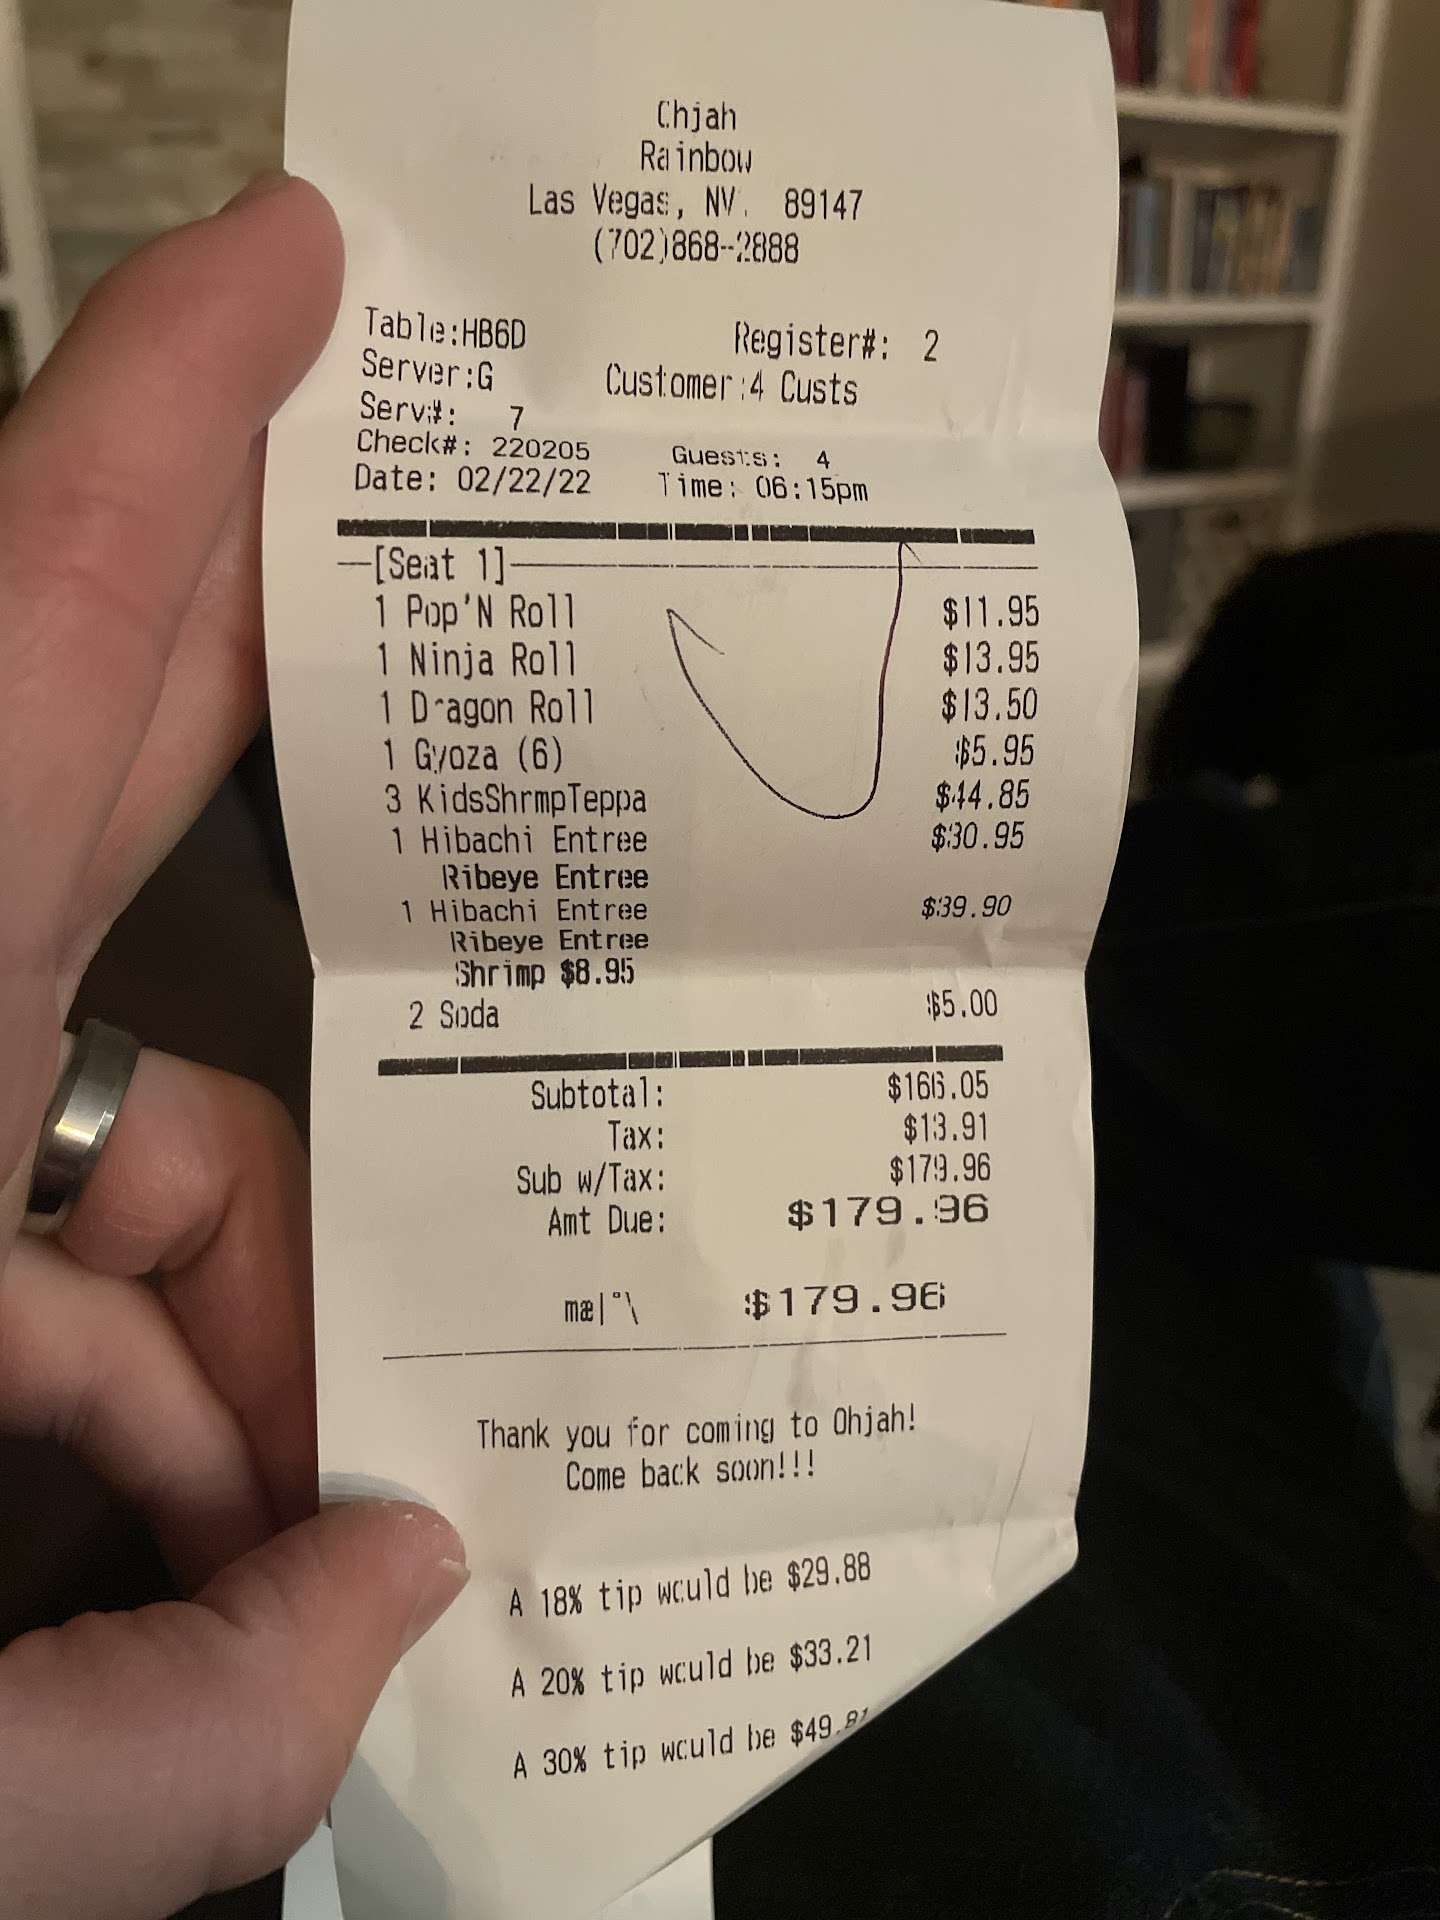 Ohjah
Rainbow
Las Vegas, NV. 89147
(702)868-2888
Table:HB6D Register#: 2
Server:G Customer:4 Custs
Serv#: 7
Check#: 220205 Guests: 4
Date: 02/22/22 Time: 06:15pm
[Seat 1]
1 Pop'N Roll $11.95
1 Ninja Roll $13.95
1 Dragon Roll $13.50
1 Gyoza (6) $5.95
3 KidsShrmpTeppa $44.85
1 Hibachi Entree $30.95
Ribeye Entree
1 Hibachi Entree $39.90
Ribeye Entree
Shrimp $8.95
2 Soda $5.00
Subtotal: $166.05
Tax: $13.91
Sub w/Tax: $179.96
Amt Due: $179.96
mæ|°\ $179.96
Thank you for coming to Ohjah!
Come back soon!!!
A 18% tip would be $29.88
A 20% tip would be $33.21
A 30% tip would be $49.81